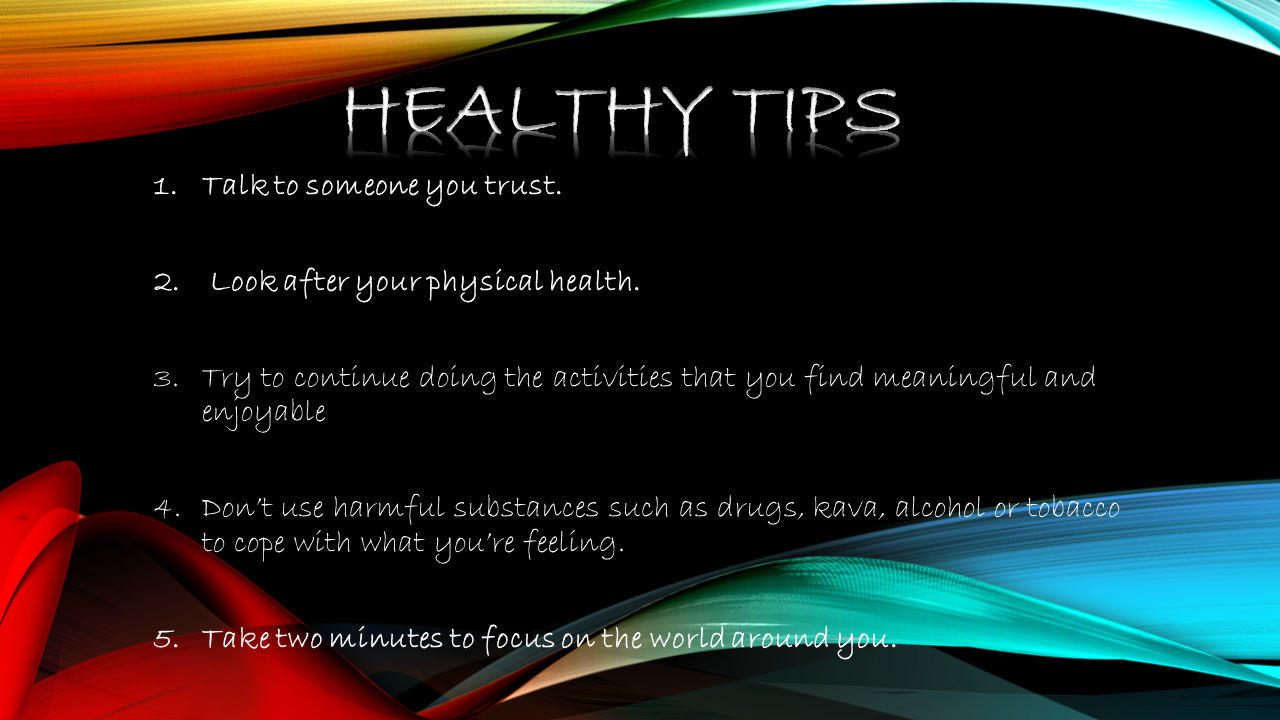 HEALTHY TIPS
1. Talk to someone you trust.
2. Look after your physical health.
3. Try to continue doing the activities that you find meaningful and
enjoyable
4. Don't use harmful substances such as drugs, kava, alcohol or tobacco
to cope with what you're feeling.
5. Take two minutes to focus on the world around you.